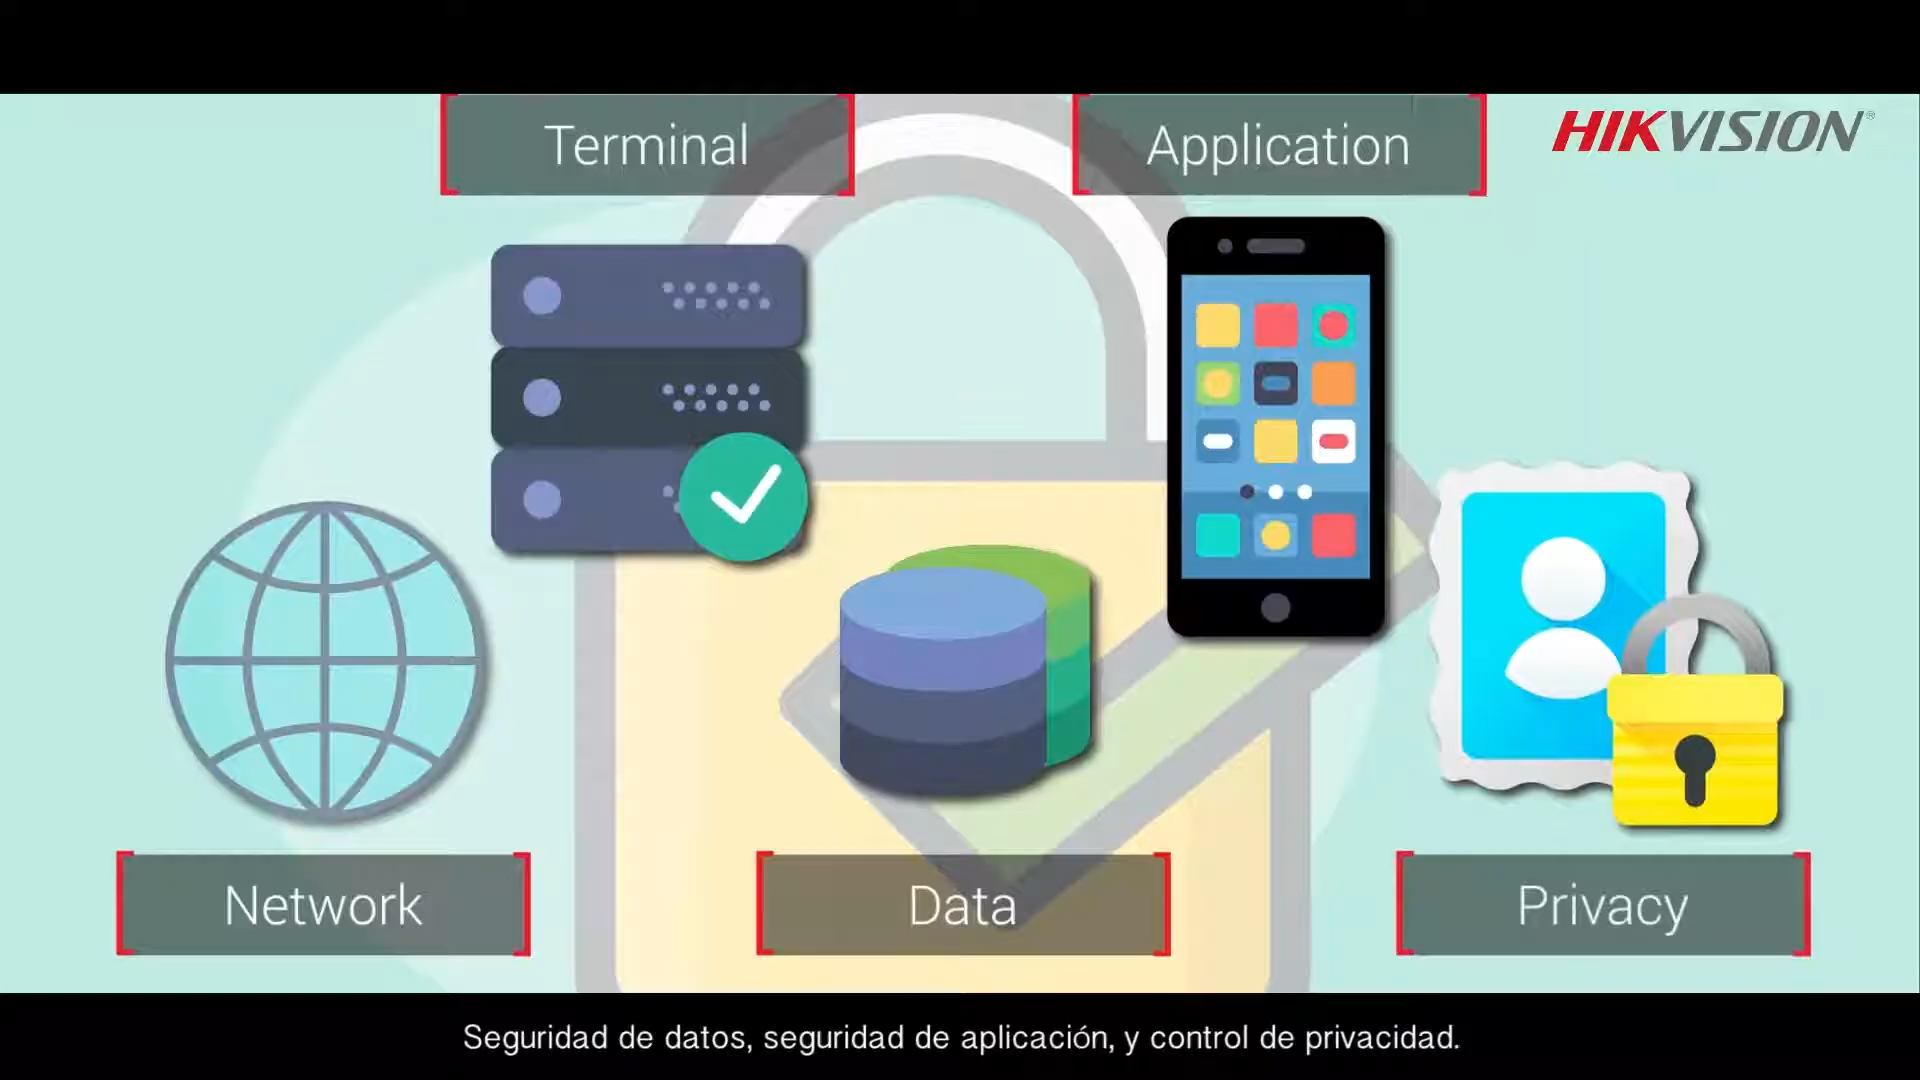 Terminal
Application
HIKVISION®
Network
Data
Privacy
Seguridad de datos, seguridad de aplicación, y control de privacidad.